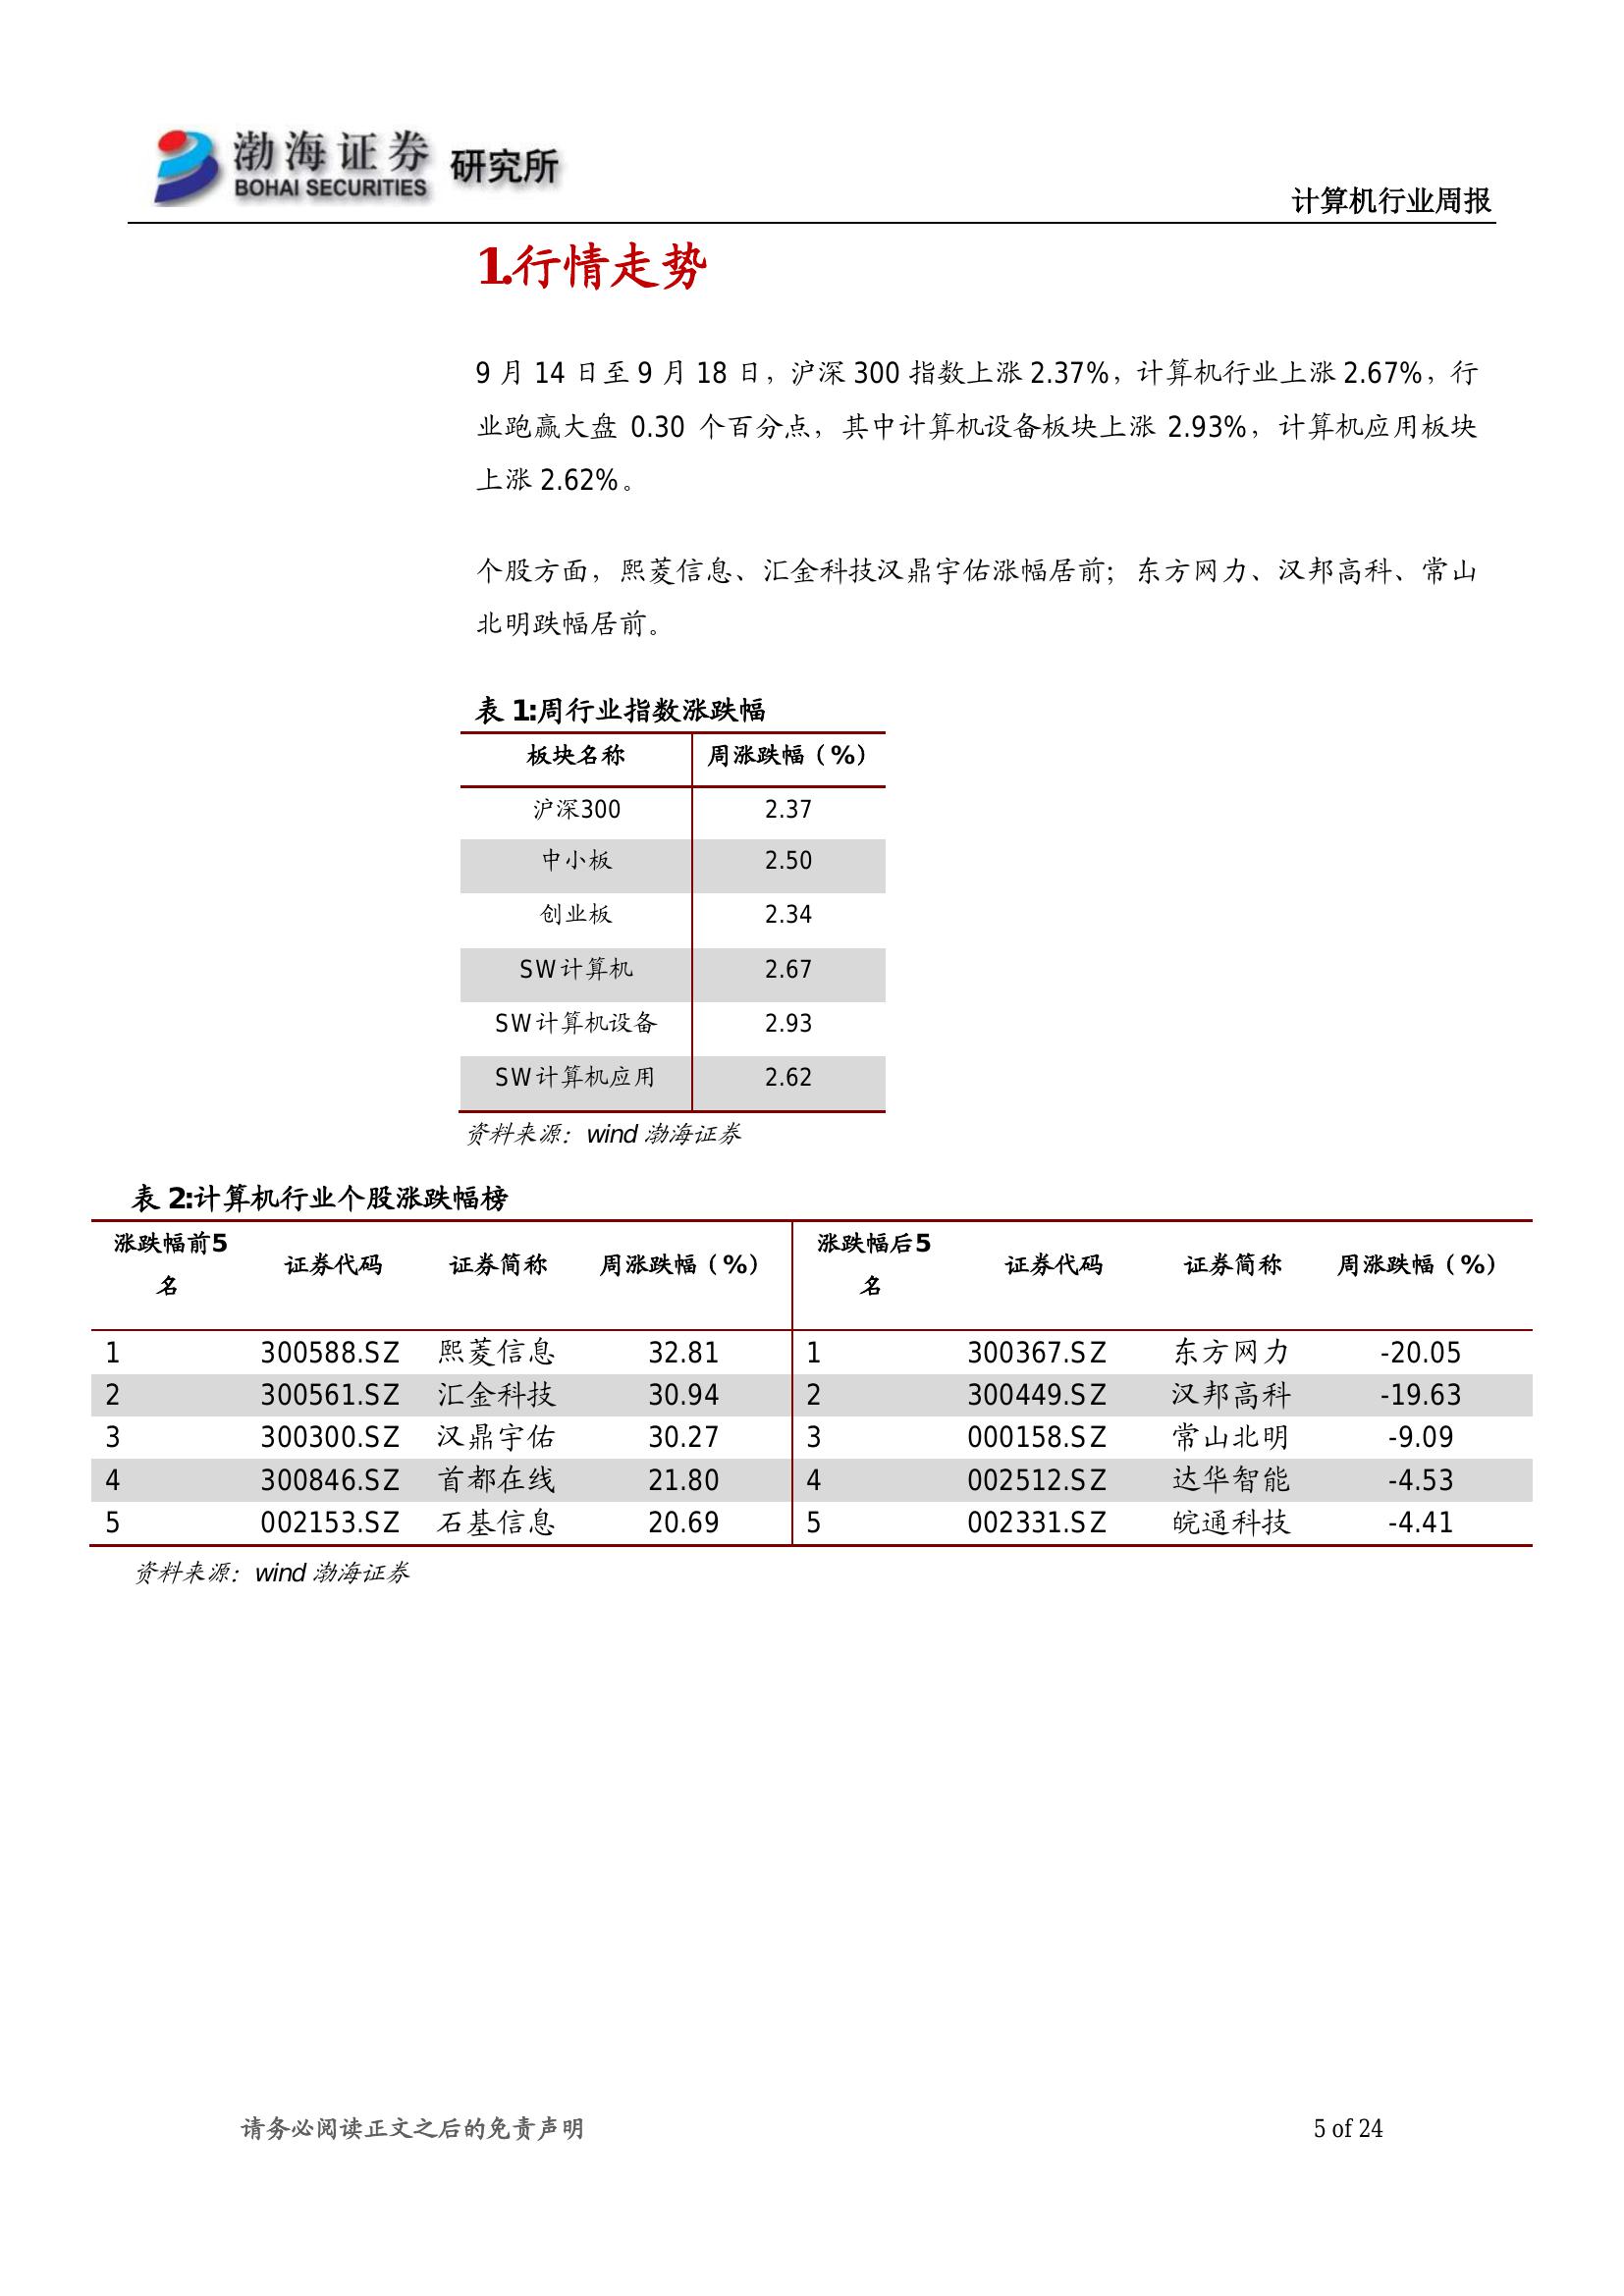 渤海证券
BOHAI SECURITIES
研究所
计算机行业周报
1.行情走势
9 月 14 日至 9 月 18 日，沪深 300 指数上涨 2.37%，计算机行业上涨 2.67%，行
业跑赢大盘 0.30 个百分点，其中计算机设备板块上涨 2.93%，计算机应用板块
上涨 2.62%。
个股方面，熙菱信息、汇金科技汉鼎宇佑涨幅居前；东方网力、汉邦高科、常山
北明跌幅居前。
表 1:周行业指数涨跌幅
板块名称 周涨跌幅（%）
沪深300 2.37
中小板 2.50
创业板 2.34
SW计算机 2.67
SW计算机设备 2.93
SW计算机应用 2.62
资料来源：wind 渤海证券
表 2:计算机行业个股涨跌幅榜
涨跌幅前5名 证券代码 证券简称 周涨跌幅（%） 涨跌幅后5名 证券代码 证券简称 周涨跌幅（%）
1 300588.SZ 熙菱信息 32.81 1 300367.SZ 东方网力 -20.05
2 300561.SZ 汇金科技 30.94 2 300449.SZ 汉邦高科 -19.63
3 300300.SZ 汉鼎宇佑 30.27 3 000158.SZ 常山北明 -9.09
4 300846.SZ 首都在线 21.80 4 002512.SZ 达华智能 -4.53
5 002153.SZ 石基信息 20.69 5 002331.SZ 皖通科技 -4.41
资料来源：wind 渤海证券
请务必阅读正文之后的免责声明 5 of 24